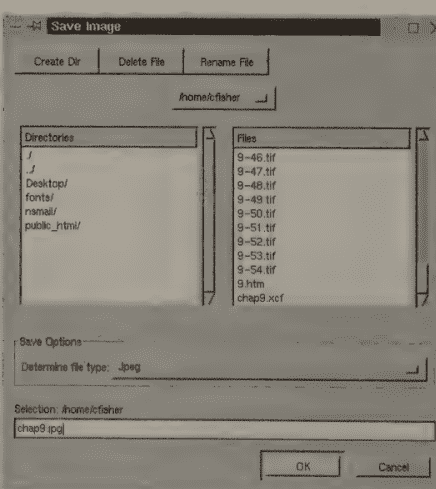 Save Image
Create Dir Delete File Rename File
/home/cfisher
Directories
./
../
Desktop/
fonts/
nsmail/
public_html/
Files
9-46.tif
9-47.tif
9-48.tif
9-49.tif
9-50.tif
9-51.tif
9-52.tif
9-53.tif
9-54.tif
9.htm
chap9.xcf
Save Options
Determine file type: Jpeg
Selection: /home/cfisher
chap9.jpg
OK Cancel